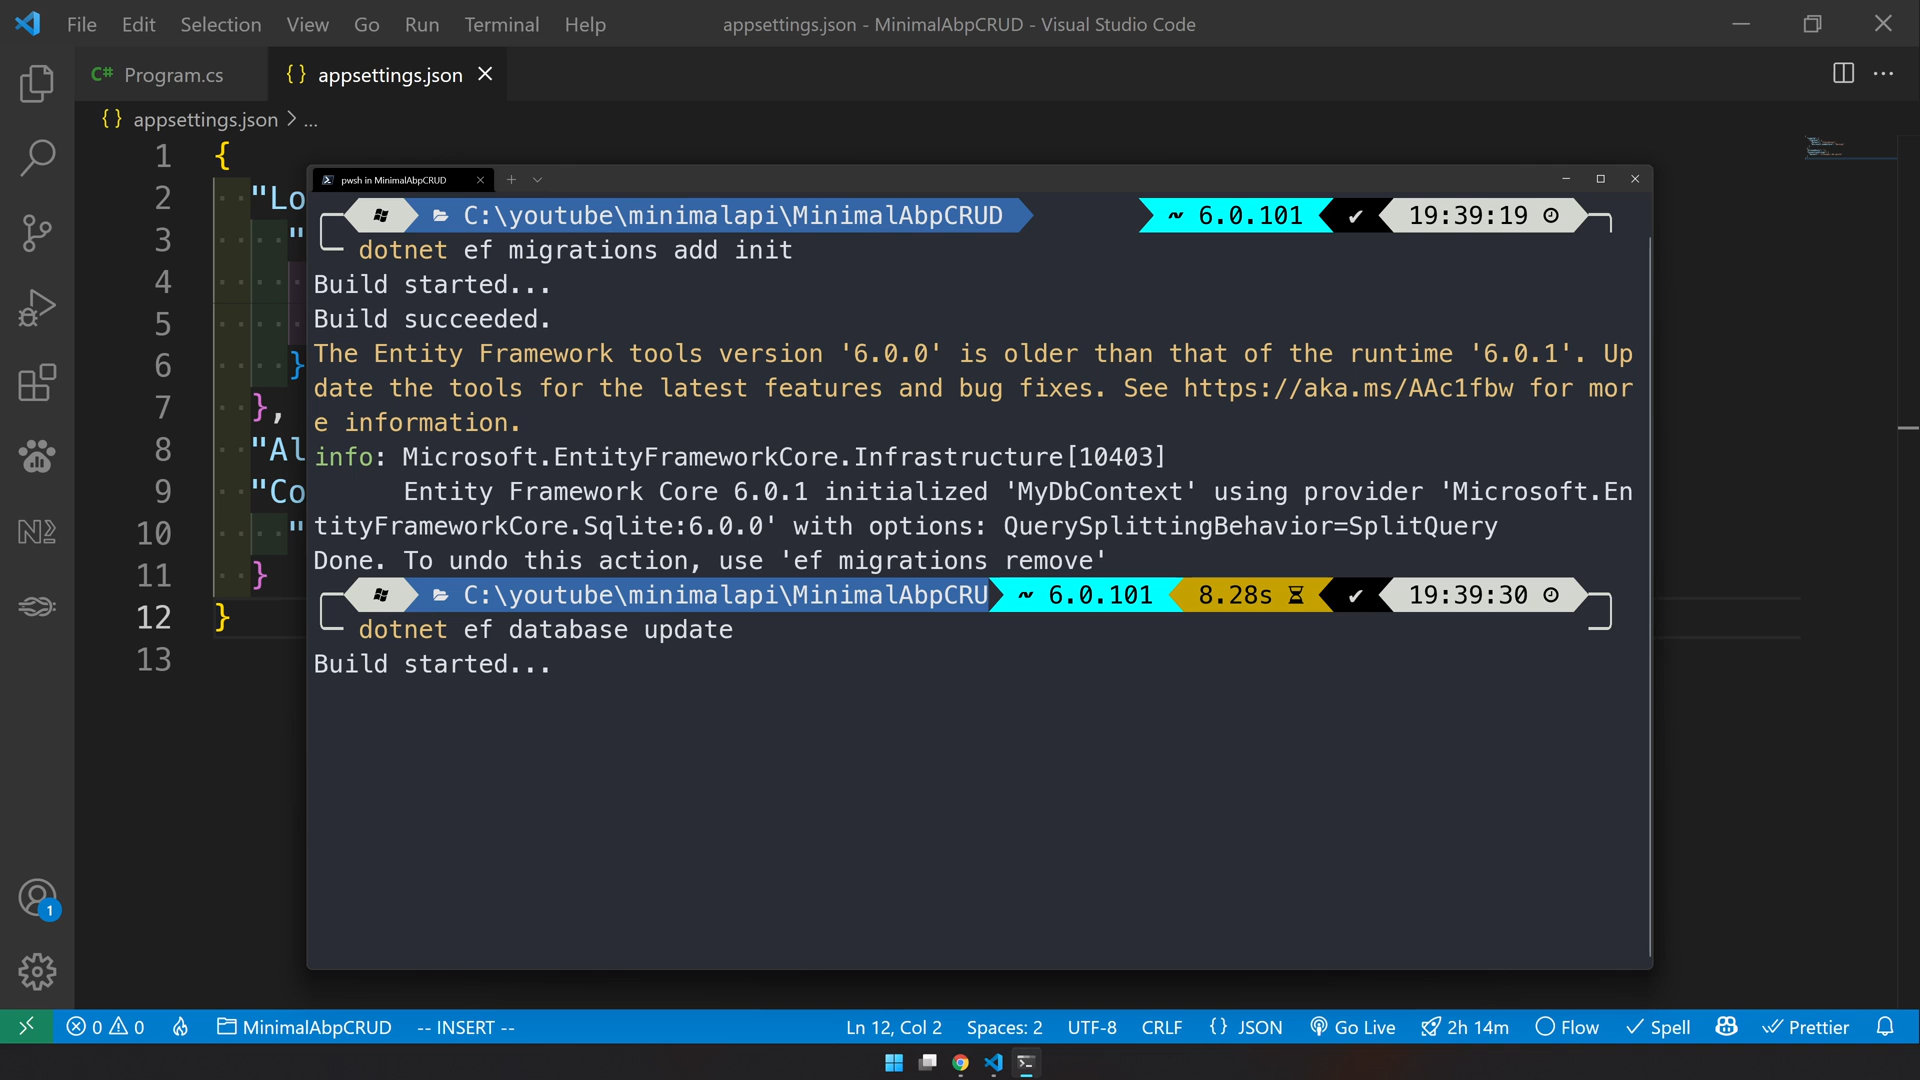 File Edit Selection View Go Run Terminal Help appsettings.json - MinimalAbpCRUD - Visual Studio Code
C# Program.cs {} appsettings.json
{} appsettings.json > ...
1 {
2 "Lo
3 "
4
5
6 }
7 },
8 "Al
9 "Co
10 "
11 }
12 }
13
pwsh in MinimalAbpCRUD
C:\youtube\minimalapi\MinimalAbpCRUD ~ 6.0.101 ✔ 19:39:19
dotnet ef migrations add init
Build started...
Build succeeded.
The Entity Framework tools version '6.0.0' is older than that of the runtime '6.0.1'. Up
date the tools for the latest features and bug fixes. See https://aka.ms/AAc1fbw for mor
e information.
info: Microsoft.EntityFrameworkCore.Infrastructure[10403]
Entity Framework Core 6.0.1 initialized 'MyDbContext' using provider 'Microsoft.En
tityFrameworkCore.Sqlite:6.0.0' with options: QuerySplittingBehavior=SplitQuery
Done. To undo this action, use 'ef migrations remove'
C:\youtube\minimalapi\MinimalAbpCRU ~ 6.0.101 8.28s ✔ 19:39:30
dotnet ef database update
Build started...
1
0 0 MinimalAbpCRUD -- INSERT -- Ln 12, Col 2 Spaces: 2 UTF-8 CRLF {} JSON Go Live 2h 14m Flow Spell Prettier